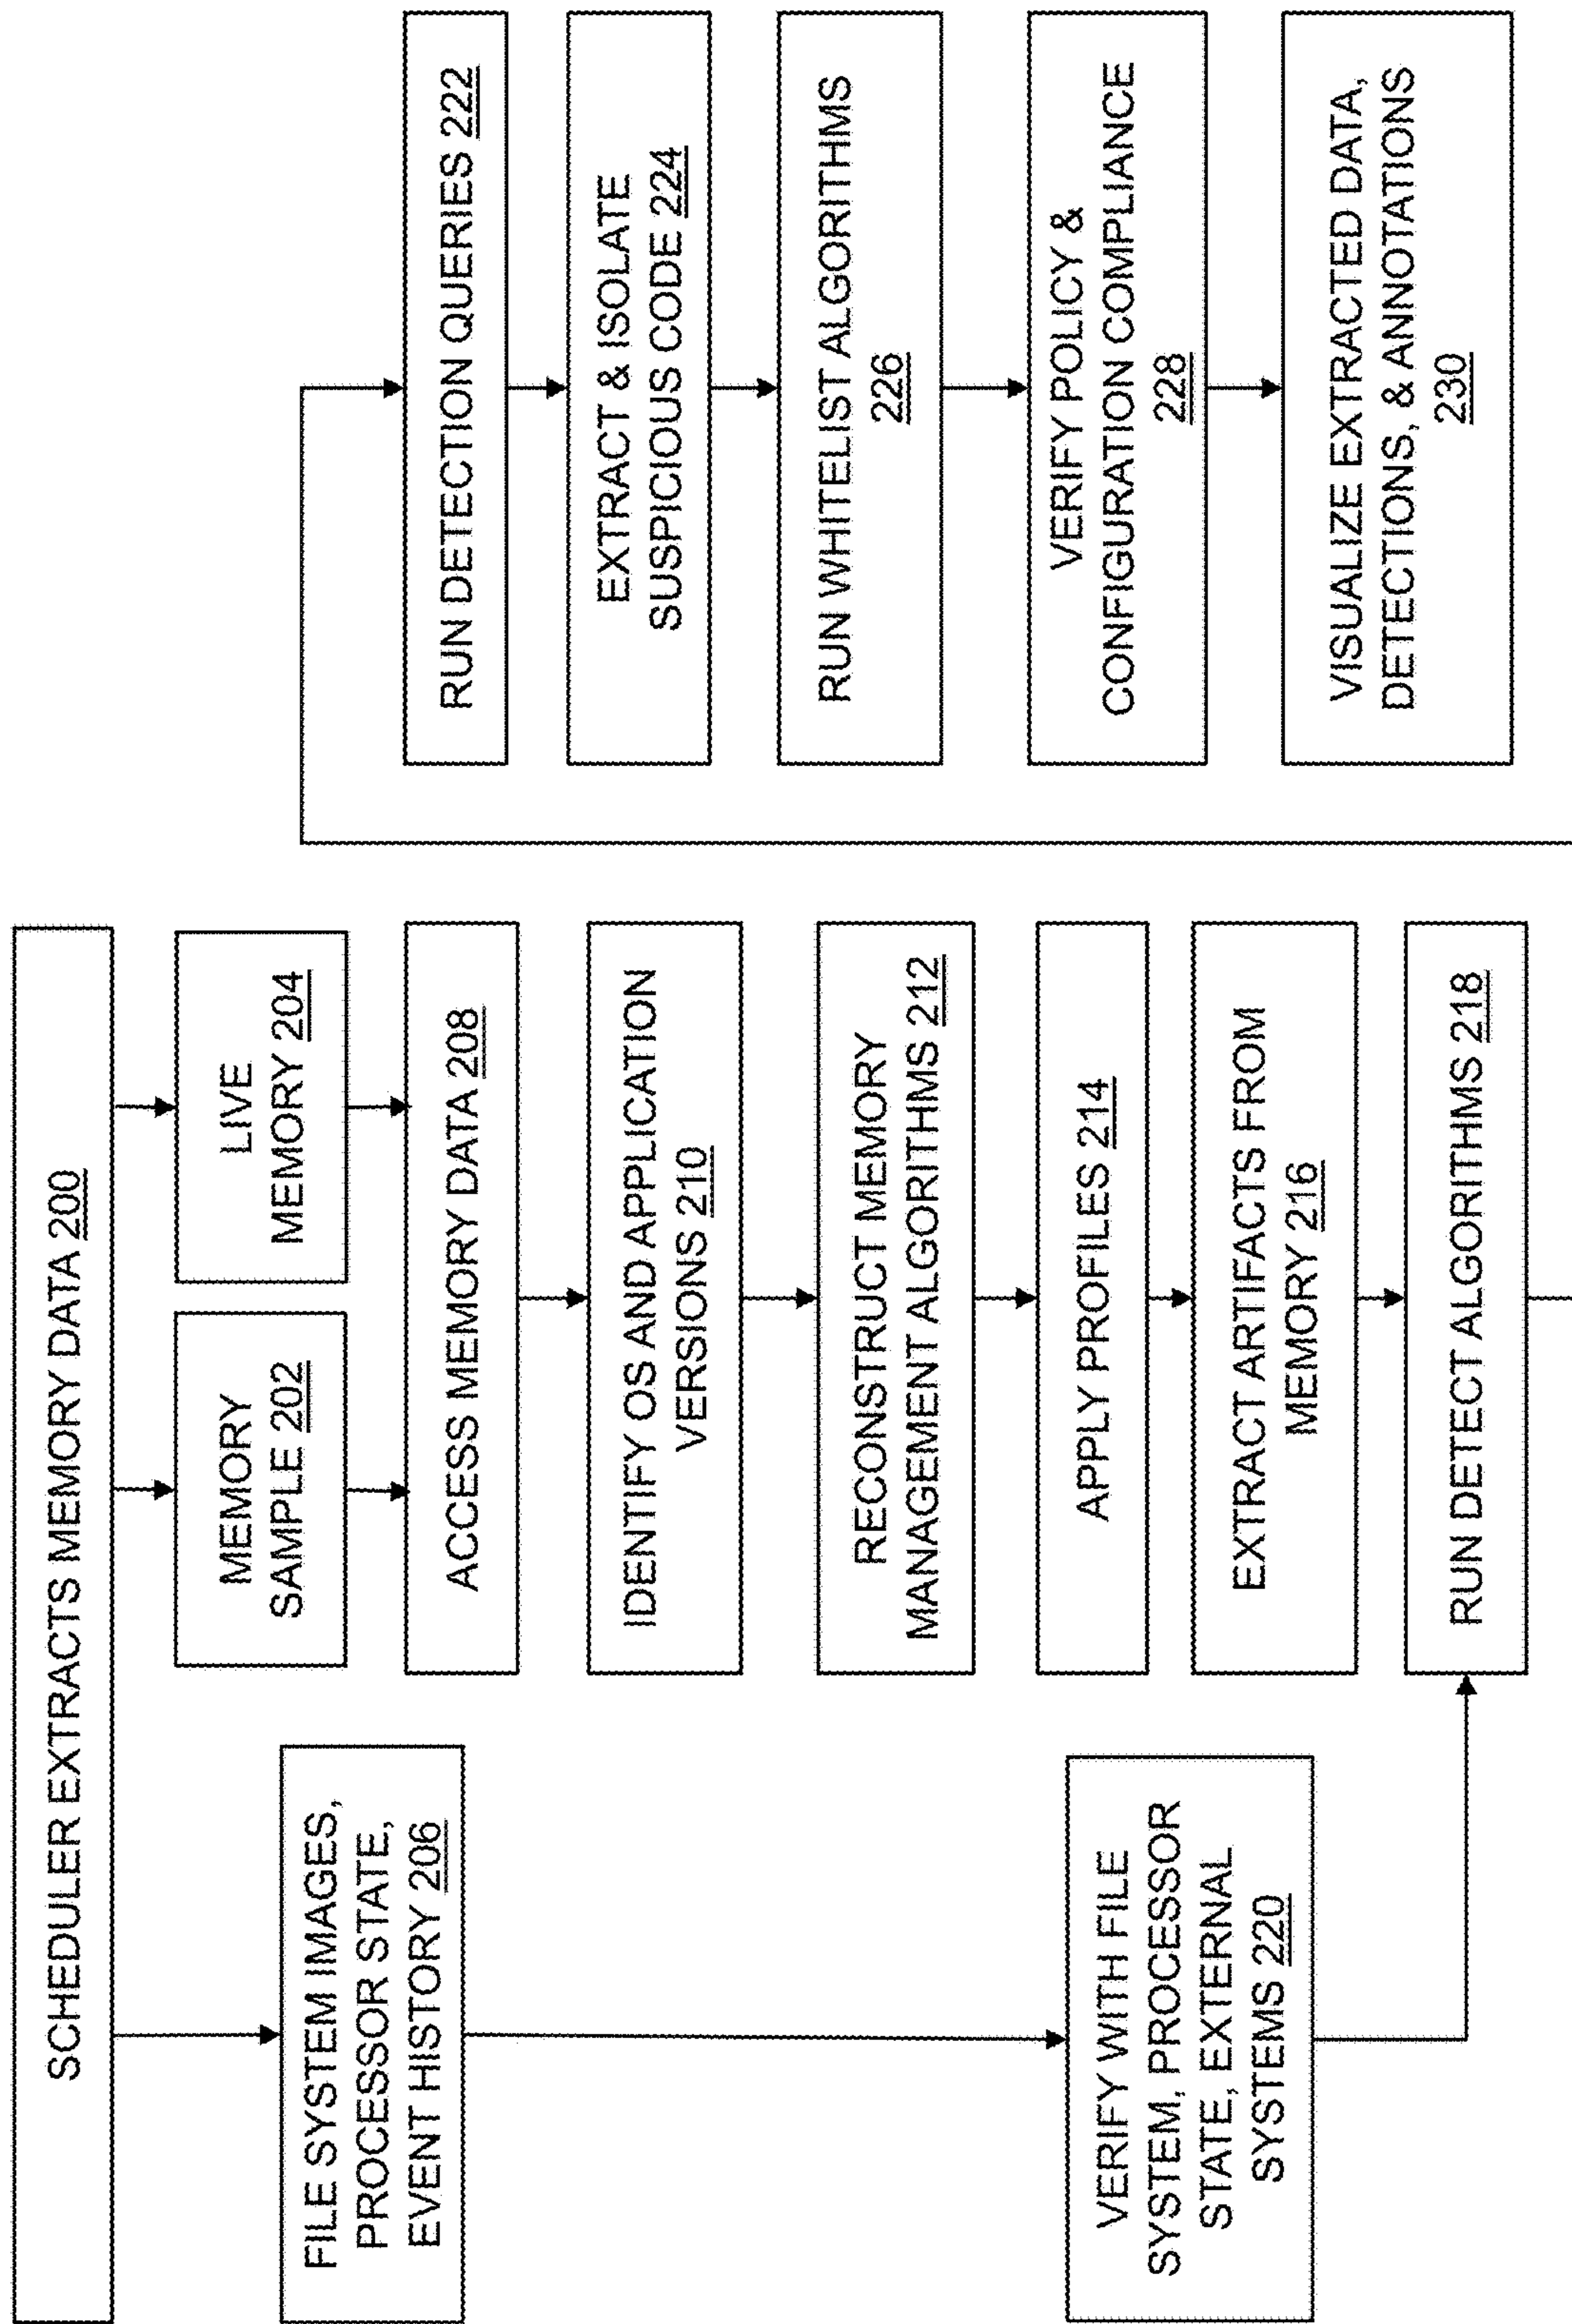 SCHEDULER EXTRACTS MEMORY DATA 200
FILE SYSTEM IMAGES,
PROCESSOR STATE,
EVENT HISTORY 206
MEMORY
SAMPLE 202
LIVE
MEMORY 204
ACCESS MEMORY DATA 208
IDENTIFY OS AND APPLICATION
VERSIONS 210
RECONSTRUCT MEMORY
MANAGEMENT ALGORITHMS 212
APPLY PROFILES 214
EXTRACT ARTIFACTS FROM
MEMORY 216
VERIFY WITH FILE
SYSTEM, PROCESSOR
STATE, EXTERNAL
SYSTEMS 220
RUN DETECT ALGORITHMS 218
RUN DETECTION QUERIES 222
EXTRACT & ISOLATE
SUSPICIOUS CODE 224
RUN WHITELIST ALGORITHMS
226
VERIFY POLICY &
CONFIGURATION COMPLIANCE
228
VISUALIZE EXTRACTED DATA,
DETECTIONS, & ANNOTATIONS
230